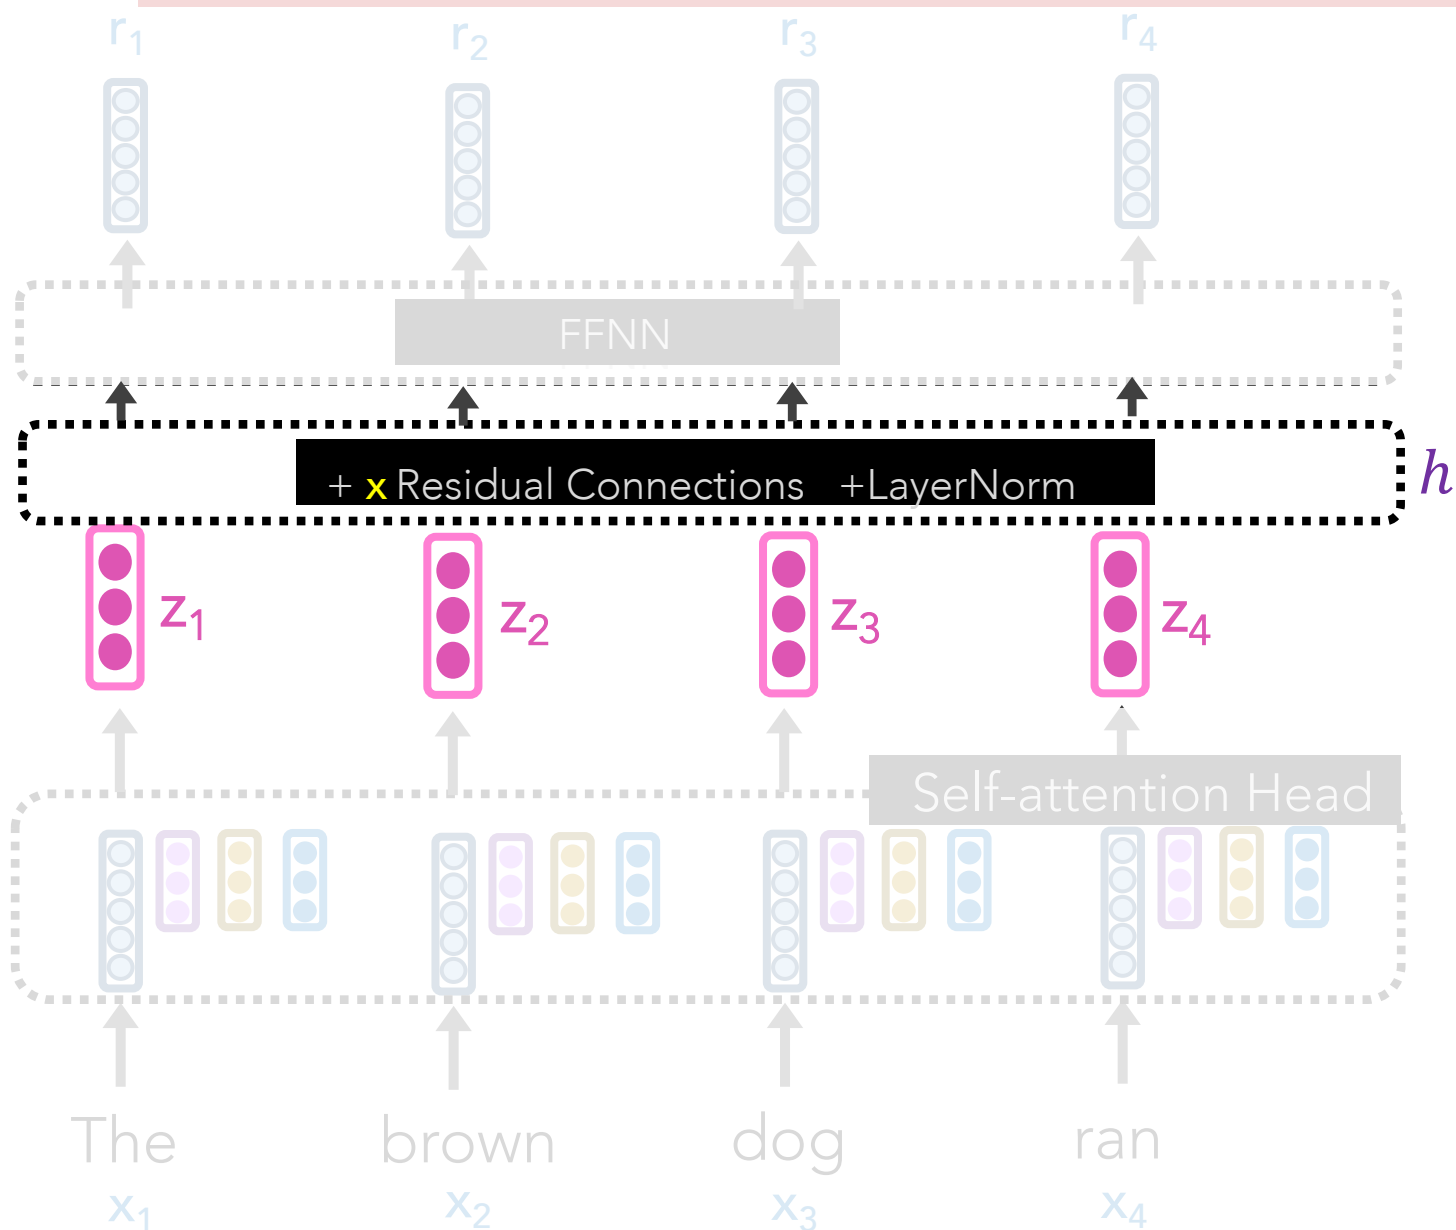 r₁ r₂ r₃ r₄
FFNN
+ x Residual Connections +LayerNorm h
z₁ z₂ z₃ z₄
Self-attention Head
The brown dog ran
x₁ x₂ x₃ x₄